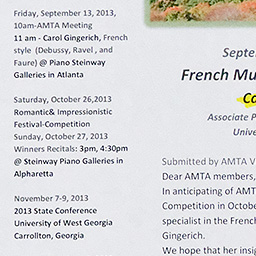 Friday, September 13, 2013,
10am-AMTA Meeting
11 am - Carol Gingerich, French
style (Debussy, Ravel , and
Faure) @ Piano Steinway
Galleries in Atlanta
Saturday, October 26,2013
Romantic& Impressionistic
Festival-Competition
Sunday, October 27, 2013
Winners Recitals: 3pm, 4:30pm
@ Steinway Piano Galleries in
Alpharetta
November 7-9, 2013
2013 State Conference
University of West Georgia
Carrollton, Georgia
Septe
French Mu
Ca
Associate P
Unive
Submitted by AMTA V
Dear AMTA members,
In anticipating of AMT
Competition in Octobe
specialist in the French
Gingerich.
We hope that her insig